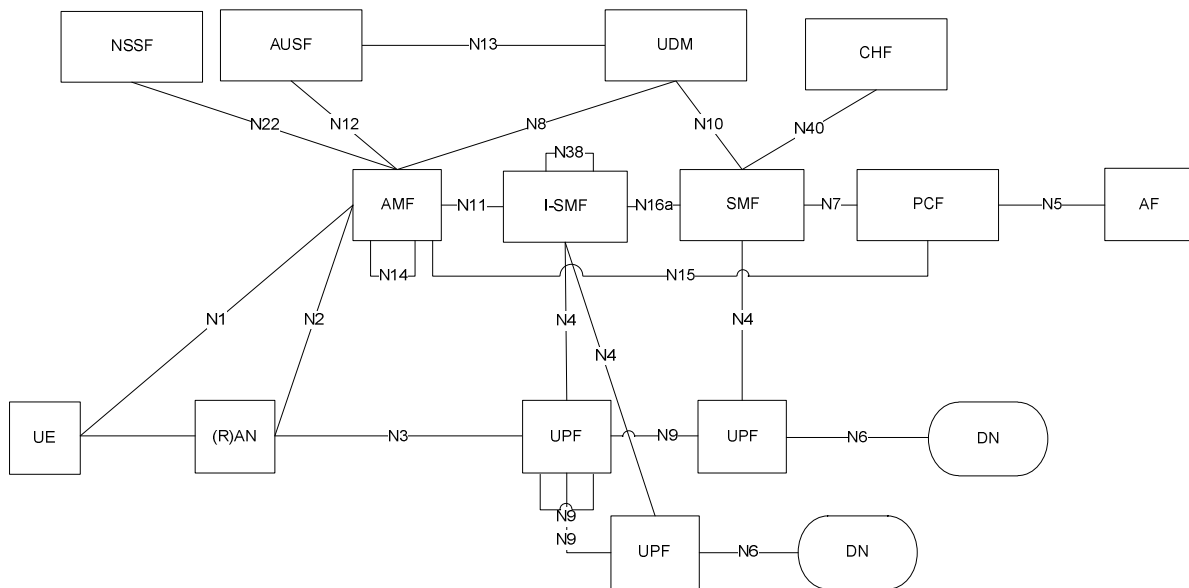 NSSF
AUSF
N13
UDM
CHF
N22
N12
N8
N10
N40
N38
AMF
N11
I-SMF
N16a
SMF
N7
PCF
N5
AF
N14
N15
N1
N2
N4
N4
N4
UE
(R)AN
N3
UPF
N9
UPF
N6
DN
N9
N9
UPF
N6
DN